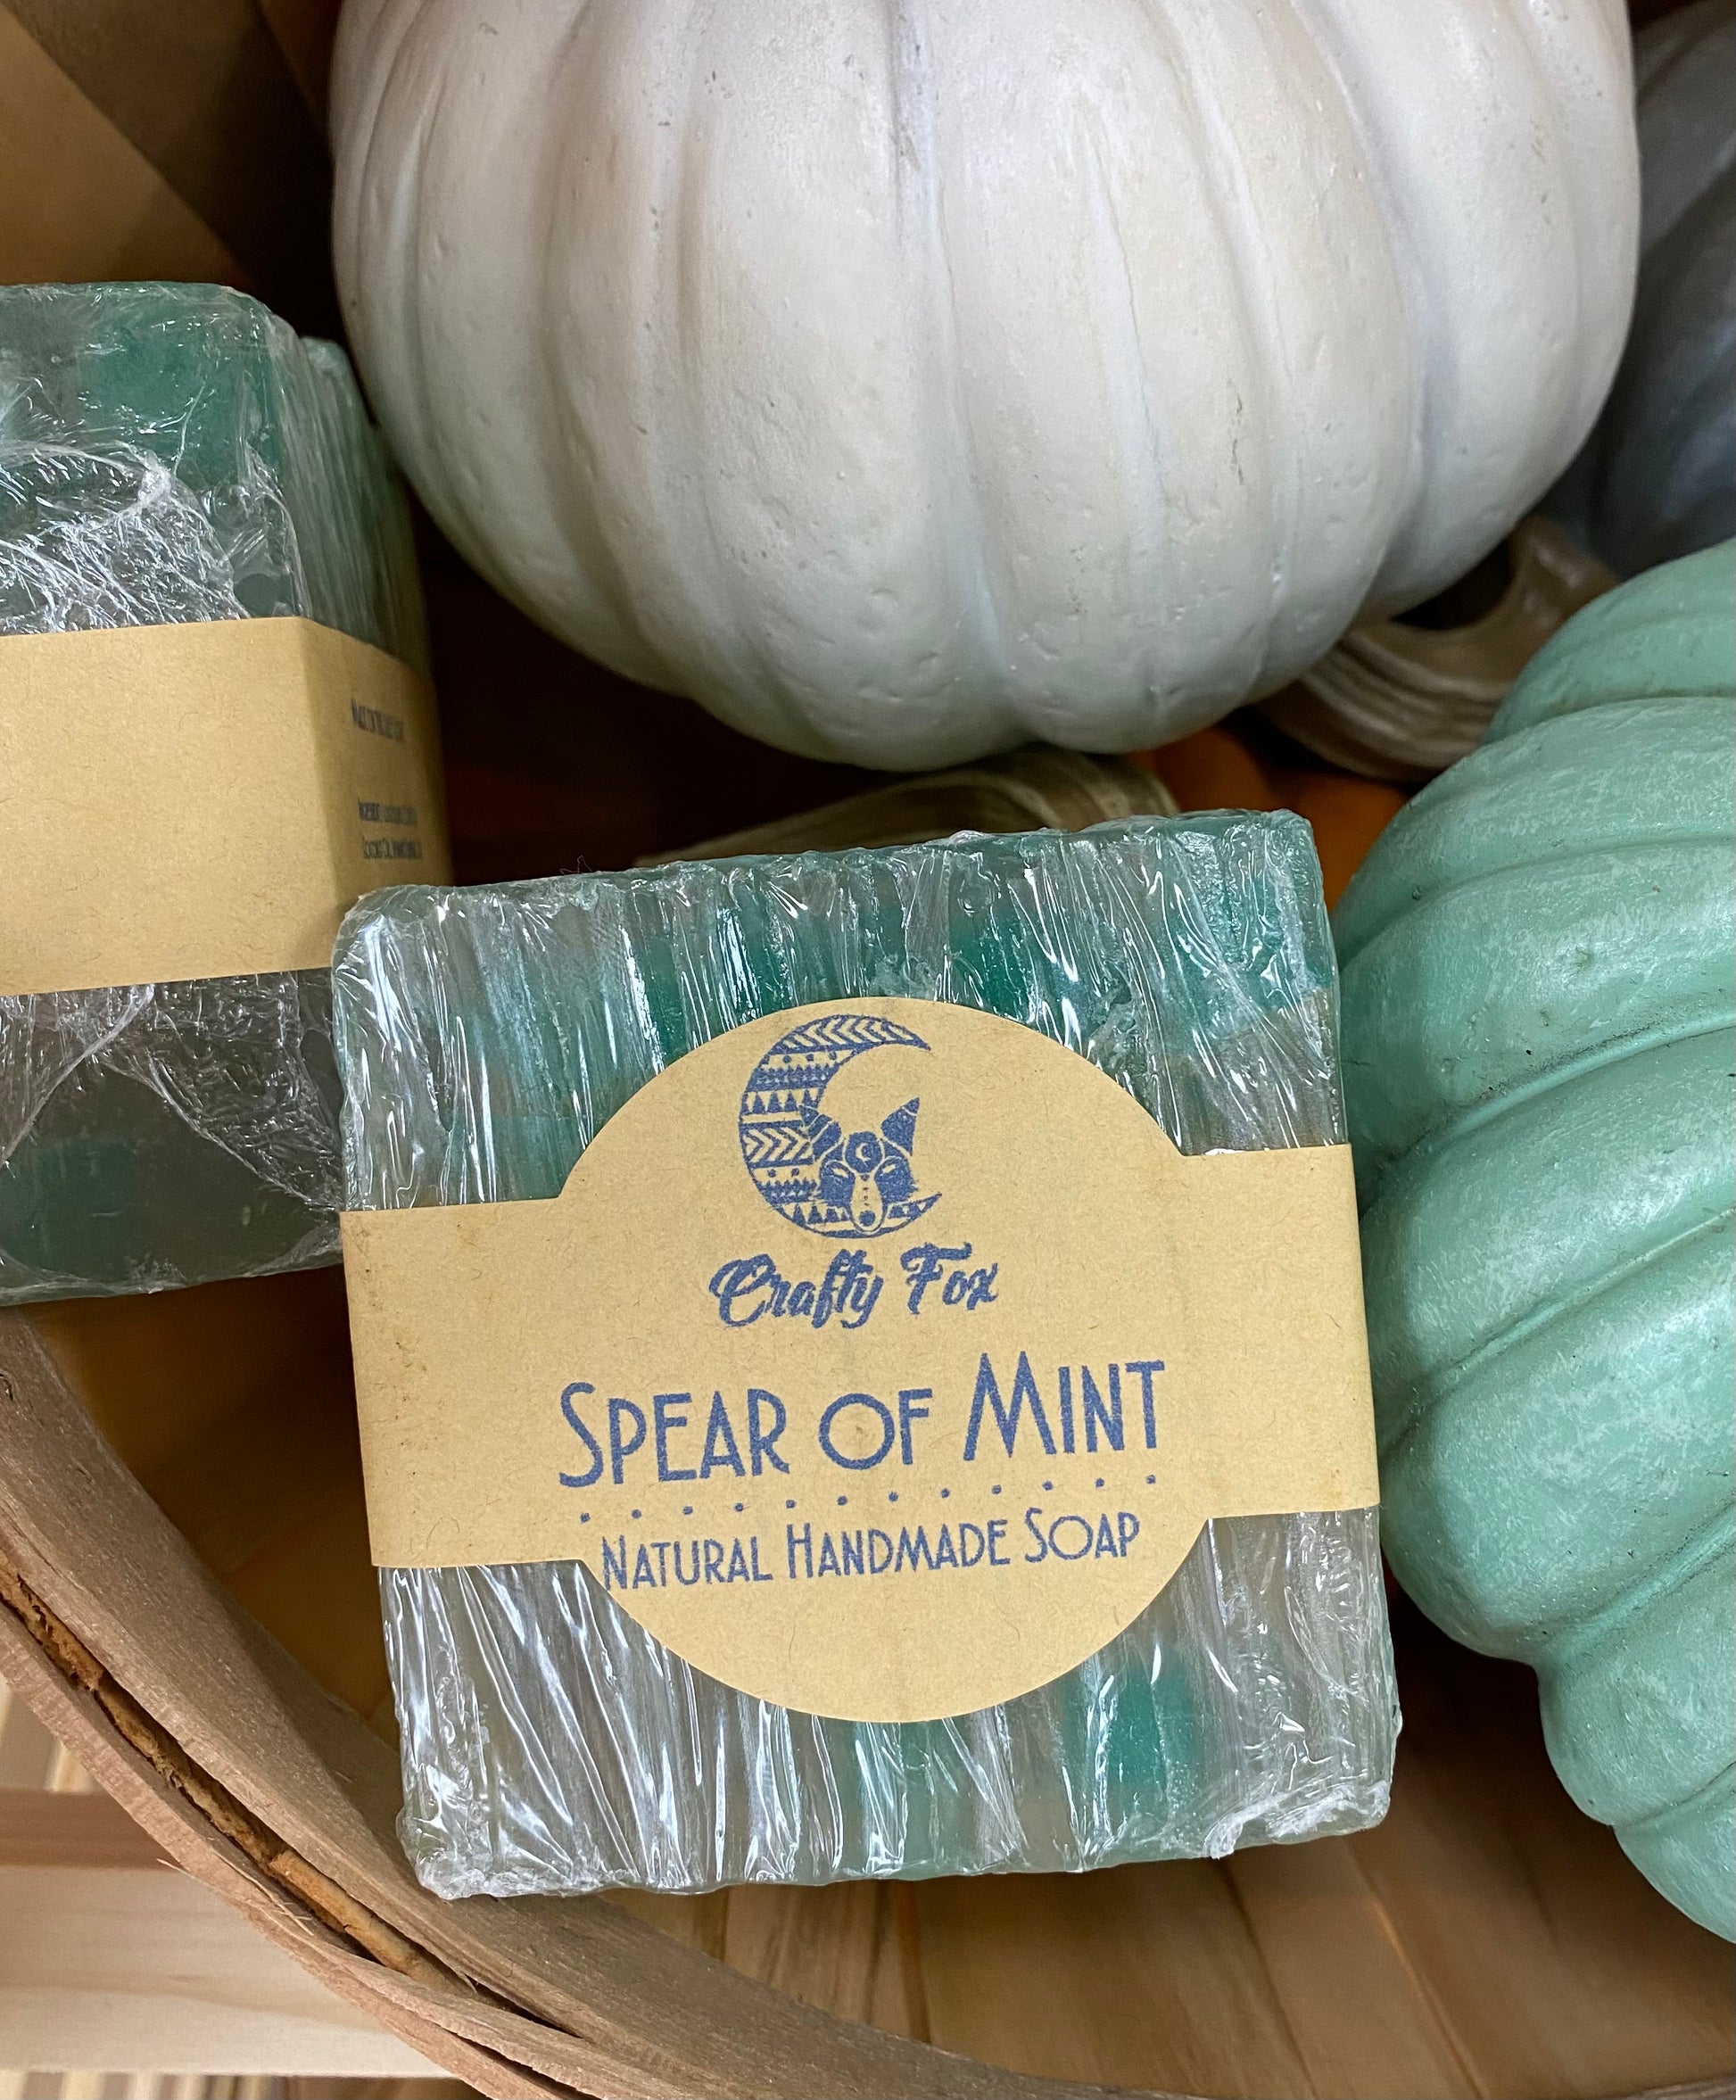 Crafty Fox
SPEAR OF MINT
NATURAL HANDMADE SOAP